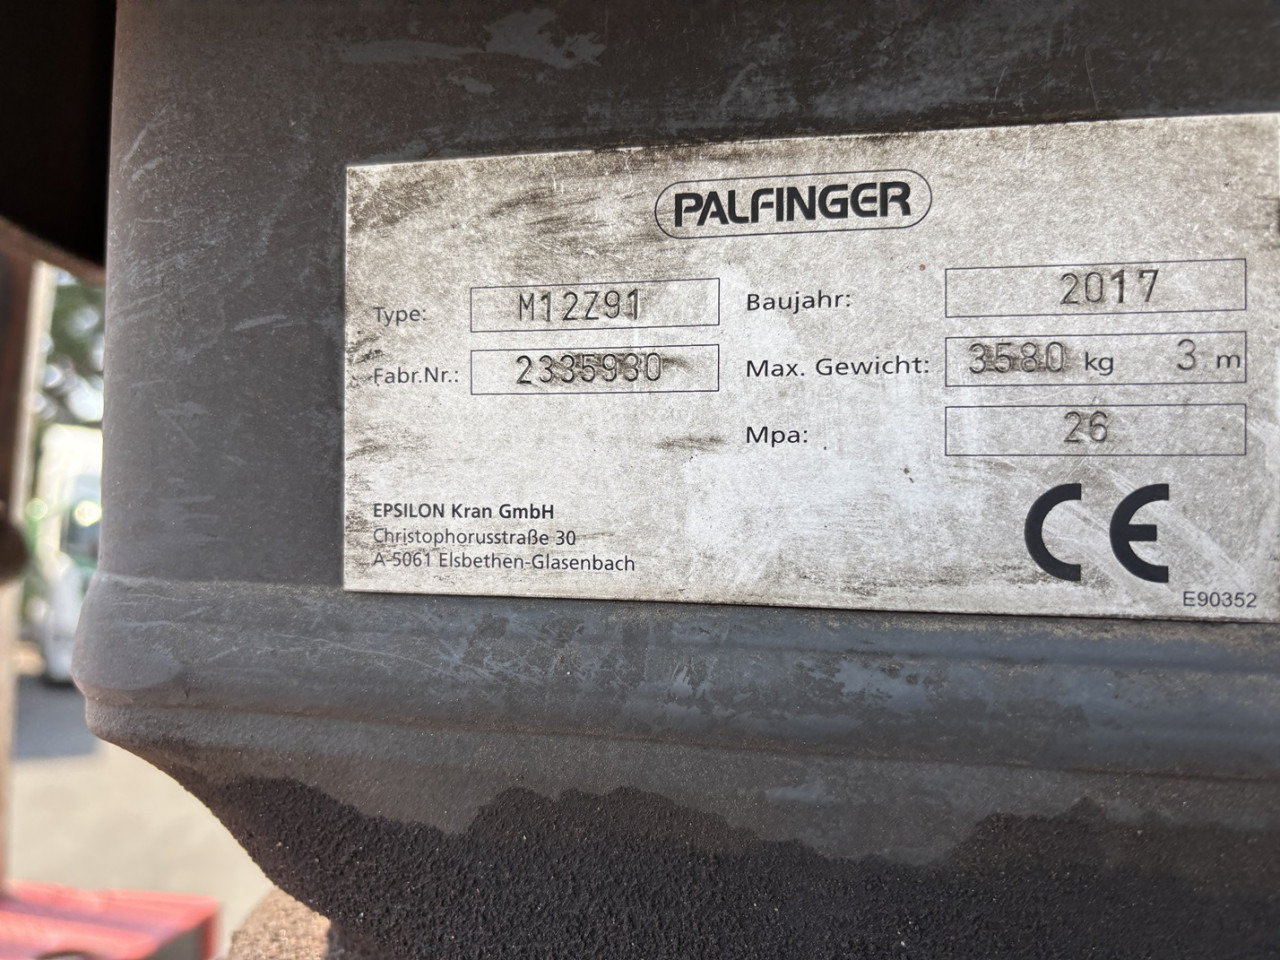 PALFINGER
Type: M12Z91 Baujahr: 2017
Fabr.Nr.: 2335930 Max. Gewicht: 3580 kg 3 m
Mpa: 26
EPSILON Kran GmbH
Christophorusstraße 30
A-5061 Elsbethen-Glasenbach
CE
E90352